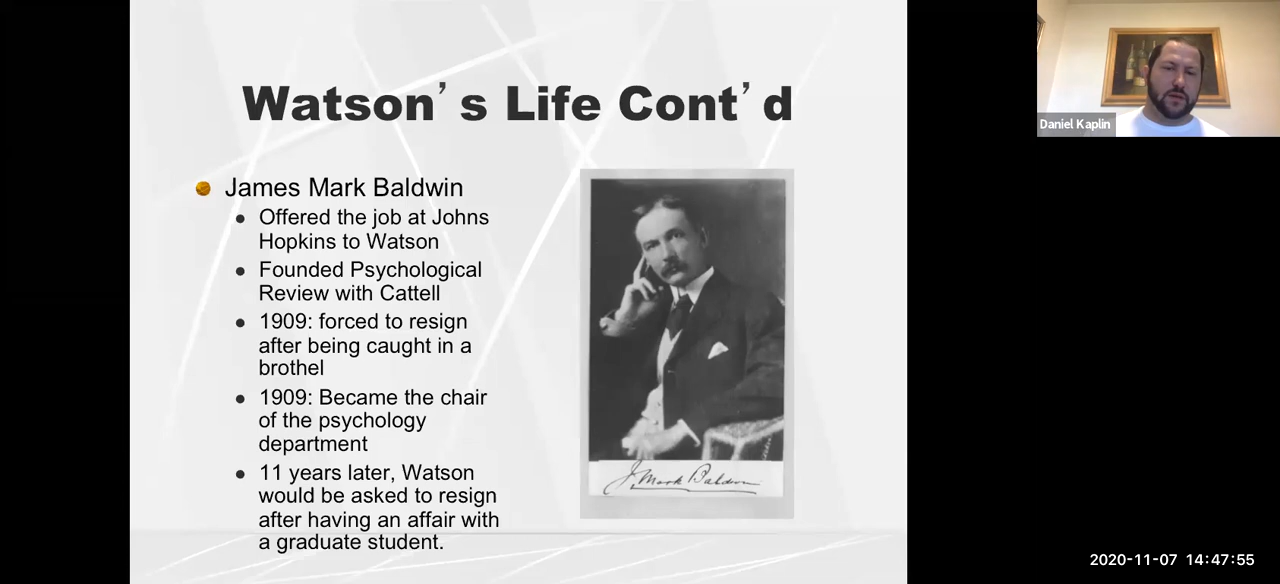 Watson's Life Cont'd
James Mark Baldwin
Offered the job at Johns
Hopkins to Watson
Founded Psychological
Review with Cattell
1909: forced to resign
after being caught in a
brothel
1909: Became the chair
of the psychology
department
11 years later, Watson
would be asked to resign
after having an affair with
a graduate student.
J. Mark Baldwin
Daniel Kaplin
2020-11-07 14:47:55